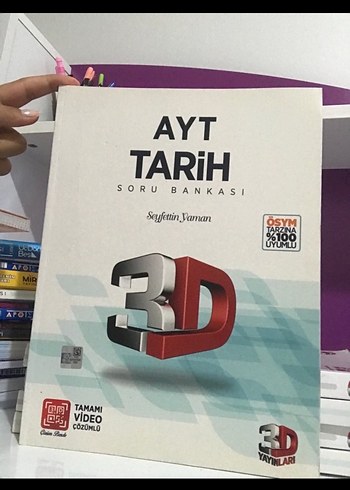 AYT
TARiH
SORU BANKASI
Seyfettin Yaman
ÖSYM
TARZINA
%100
UYUMLU
3D
TAMAMI
VİDEO
ÇÖZÜMLÜ
3D
YAYINLARI